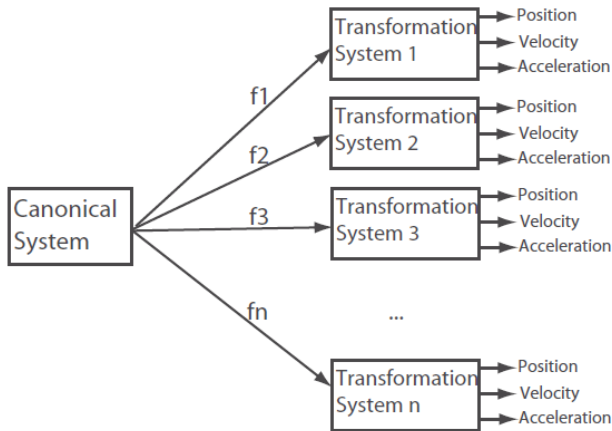 Transformation
System 1
Position
Velocity
Acceleration
f1
Transformation
System 2
Position
Velocity
Acceleration
f2
Canonical
System
f3
Transformation
System 3
Position
Velocity
Acceleration
fn
...
Transformation
System n
Position
Velocity
Acceleration